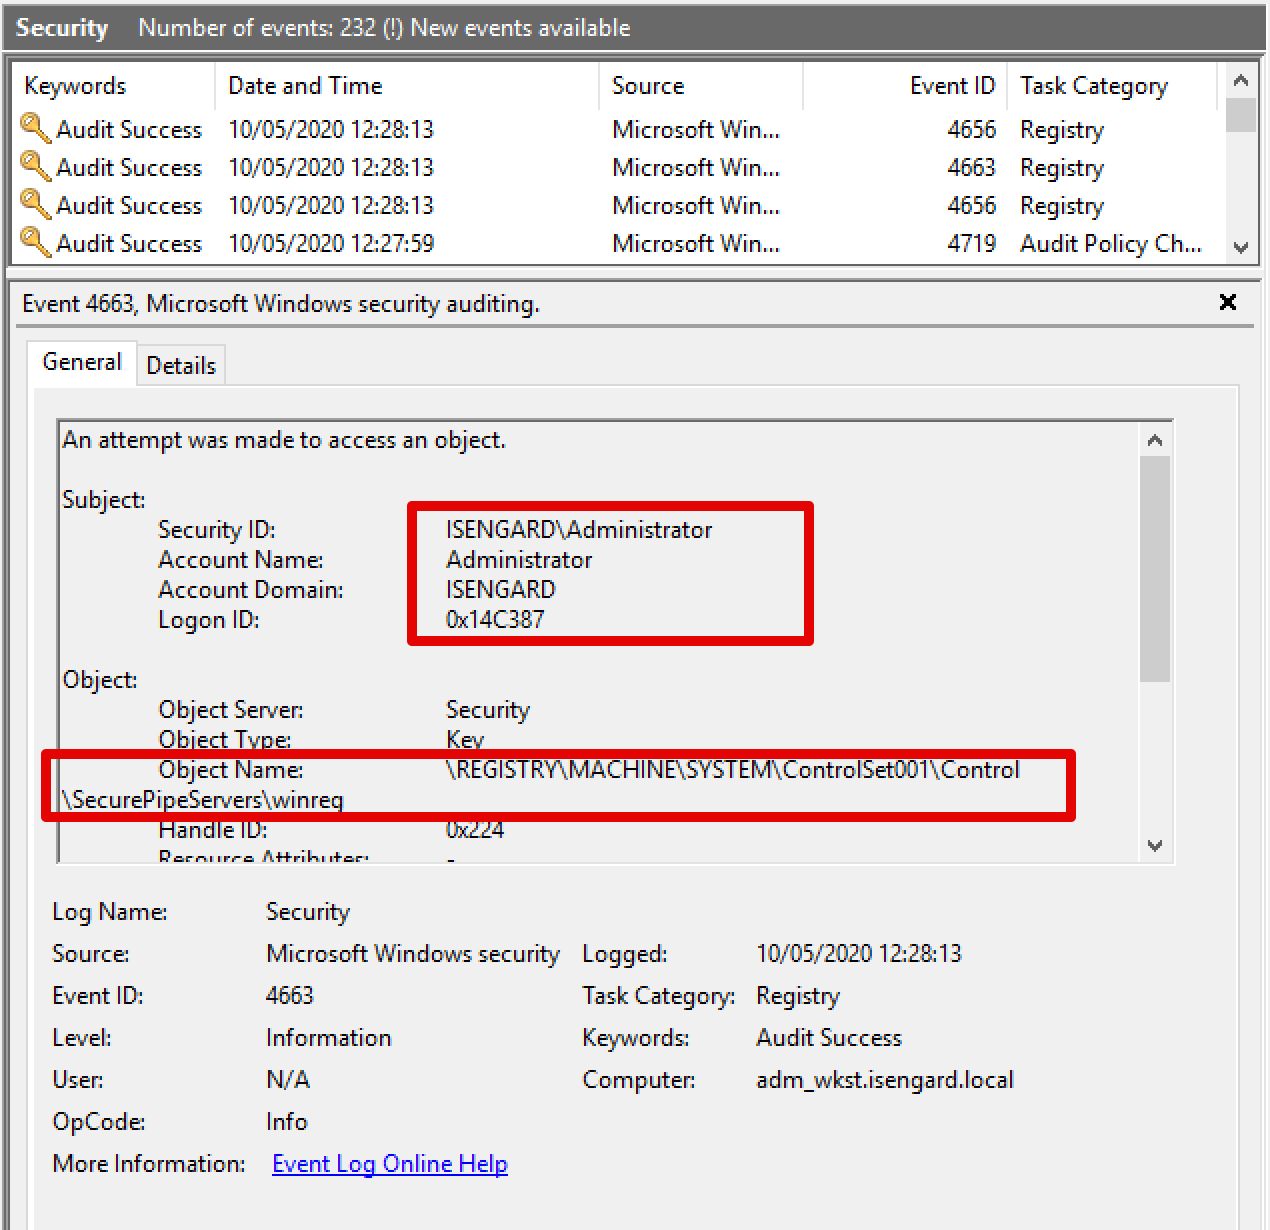 Security Number of events: 232 (!) New events available
Keywords Date and Time Source Event ID Task Category
Audit Success 10/05/2020 12:28:13 Microsoft Win... 4656 Registry
Audit Success 10/05/2020 12:28:13 Microsoft Win... 4663 Registry
Audit Success 10/05/2020 12:28:13 Microsoft Win... 4656 Registry
Audit Success 10/05/2020 12:27:59 Microsoft Win... 4719 Audit Policy Ch...
Event 4663, Microsoft Windows security auditing.
General Details
An attempt was made to access an object.
Subject:
Security ID: ISENGARD\Administrator
Account Name: Administrator
Account Domain: ISENGARD
Logon ID: 0x14C387
Object:
Object Server: Security
Object Type: Key
Object Name: \REGISTRY\MACHINE\SYSTEM\ControlSet001\Control
\SecurePipeServers\winreg
Handle ID: 0x224
Resource Attributes: -
Log Name: Security
Source: Microsoft Windows security Logged: 10/05/2020 12:28:13
Event ID: 4663 Task Category: Registry
Level: Information Keywords: Audit Success
User: N/A Computer: adm_wkst.isengard.local
OpCode: Info
More Information: Event Log Online Help